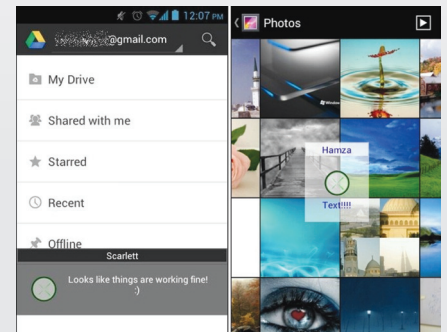 12:07 PM
@gmail.com
My Drive
Shared with me
Starred
Recent
Offline
Scarlett
Looks like things are working fine!
:)
Photos
Windows
Hamza
Text!!!!